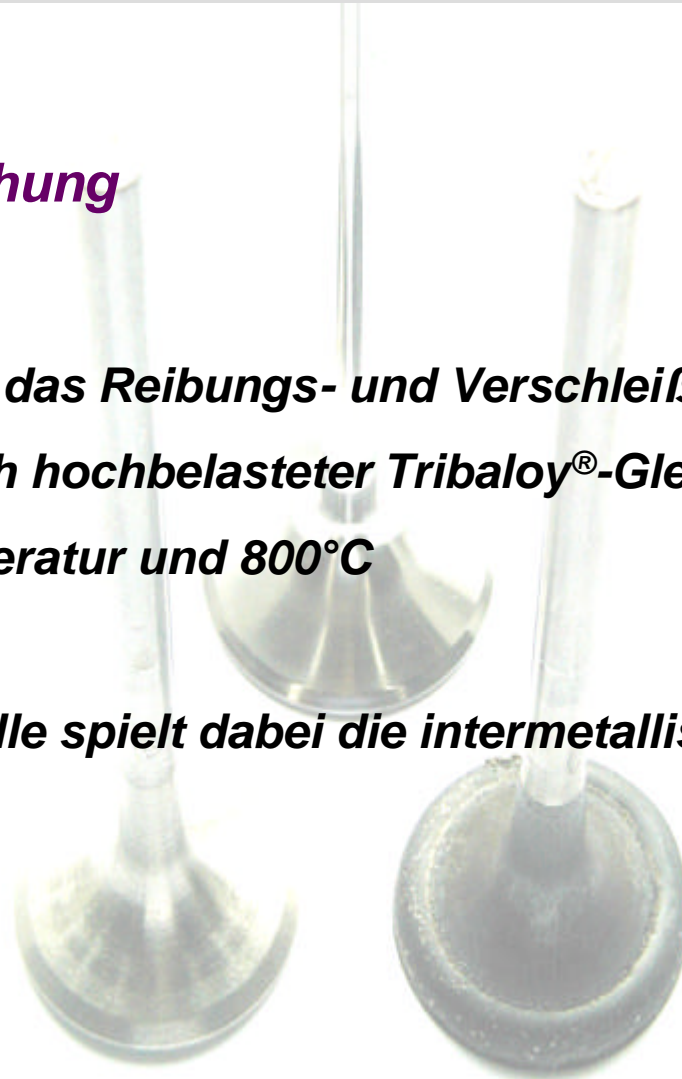 hung
das Reibungs- und Verschleiß
h hochbelasteter Tribaloy®-Gle
eratur und 800°C
lle spielt dabei die intermetallis